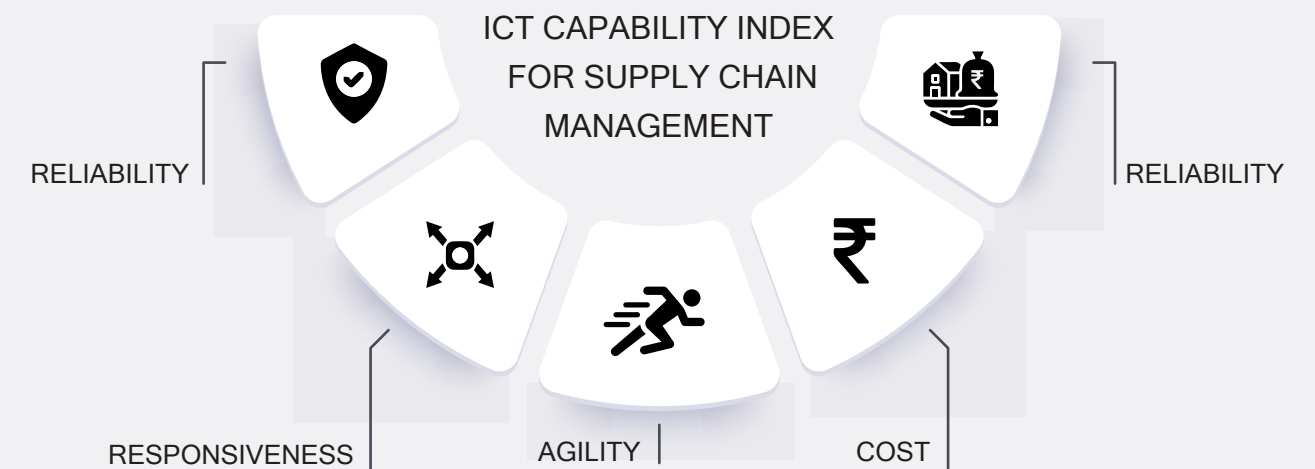 ICT CAPABILITY INDEX
FOR SUPPLY CHAIN
MANAGEMENT
RELIABILITY
RELIABILITY
RESPONSIVENESS
AGILITY
COST
₹
₹